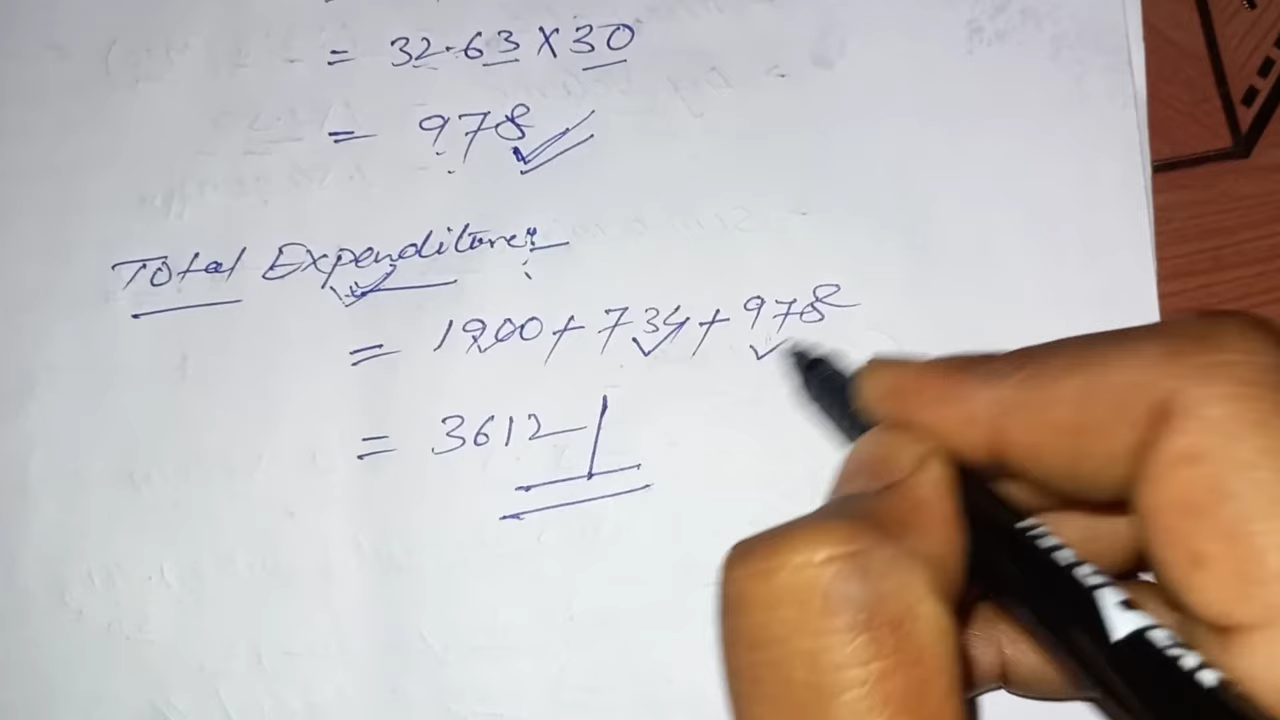 = 32.63 X 30
= 978
Total Expenditure:
= 1900 + 734 + 978
= 3612